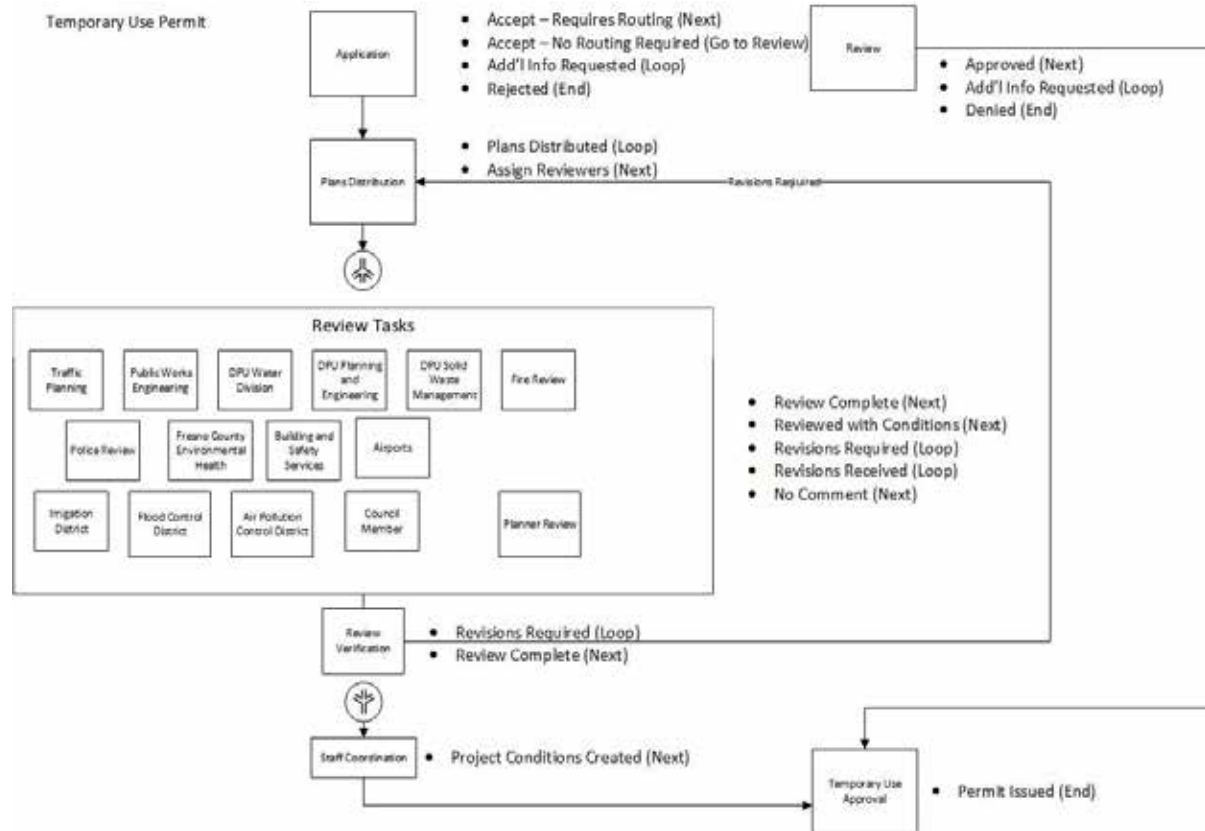 Temporary Use Permit
Application
• Accept – Requires Routing (Next)
• Accept – No Routing Required (Go to Review)
• Add'l Info Requested (Loop)
• Rejected (End)
Review
• Approved (Next)
• Add'l Info Requested (Loop)
• Denied (End)
Plans Distribution
• Plans Distributed (Loop)
• Assign Reviewers (Next)
Revisions Required
Review Tasks
Traffic
Planning
Public Works
Engineering
DPU Water
Division
DPU Planning
and
Engineering
DPU Solid
Waste
Management
Fire Review
Police Review
Fresno County
Environmental
Health
Building and
Safety
Services
Airports
Irrigation
District
Flood Control
District
Air Pollution
Control District
Council
Member
Planner Review
• Review Complete (Next)
• Reviewed with Conditions (Next)
• Revisions Required (Loop)
• Revisions Received (Loop)
• No Comment (Next)
Review
Verification
• Revisions Required (Loop)
• Review Complete (Next)
Staff Coordination
• Project Conditions Created (Next)
Temporary Use
Approval
• Permit Issued (End)